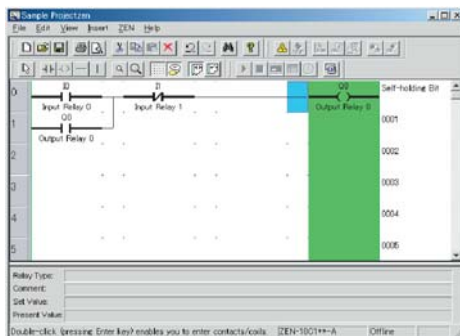 Sample Project.zen
File Edit View Insert ZEN Help
0 I0 I1 Q0 Self-holding Bit
Input Relay 0 Input Relay 1 Output Relay 0
1 Q0 0001
Output Relay 0
2 0002
3 0003
4 0004
5 0005
Relay Type:
Comment:
Set Value:
Present Value
Double-click (pressing Enter key) enables you to enter contacts/coils. ZEN-10C1**-A Offline